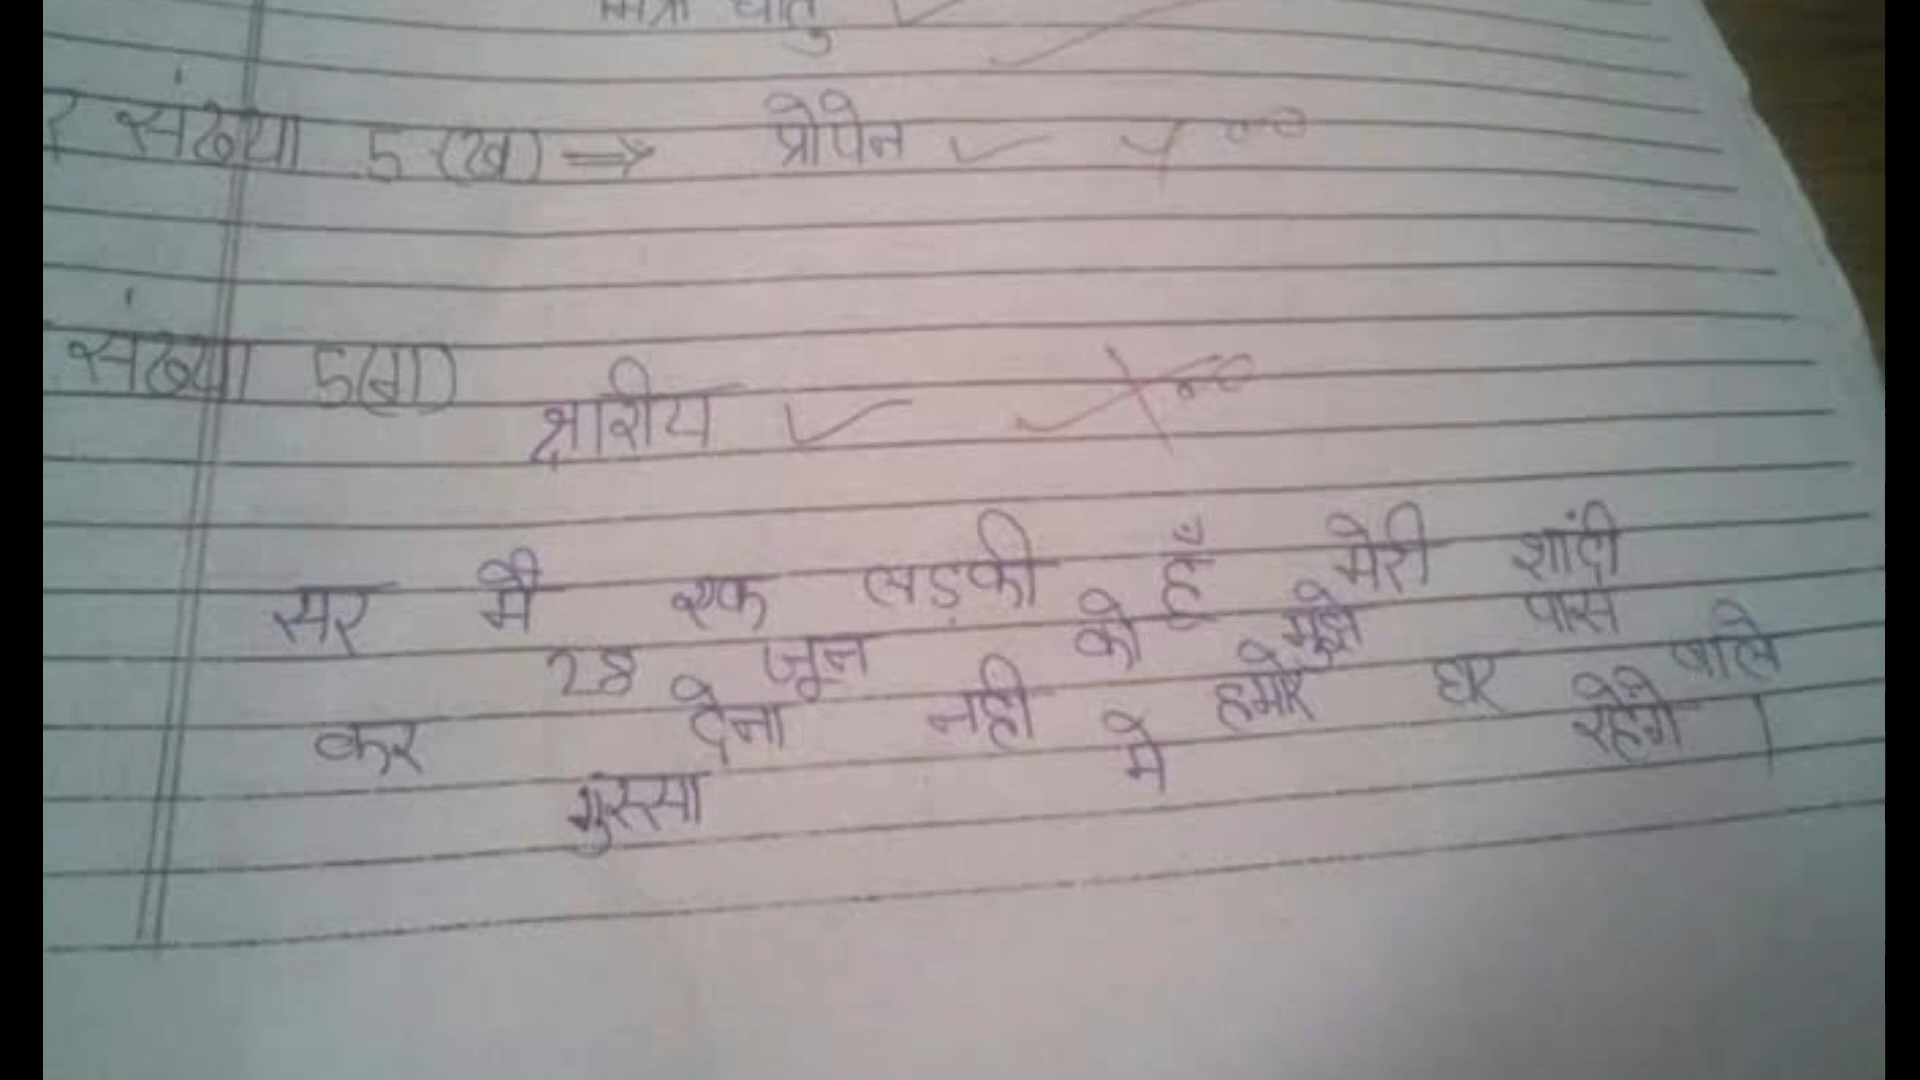 मिश्र धातु
र संख्या 5 (ख) ⇒ प्रोपेन
संख्या 5(ग)
क्षारीय
सर मैं एक लड़की हूँ मेरी शादी
28 जून को है मुझे पास
कर देना नही हमारे घर वाले
गुस्सा मे रहेंगे ।